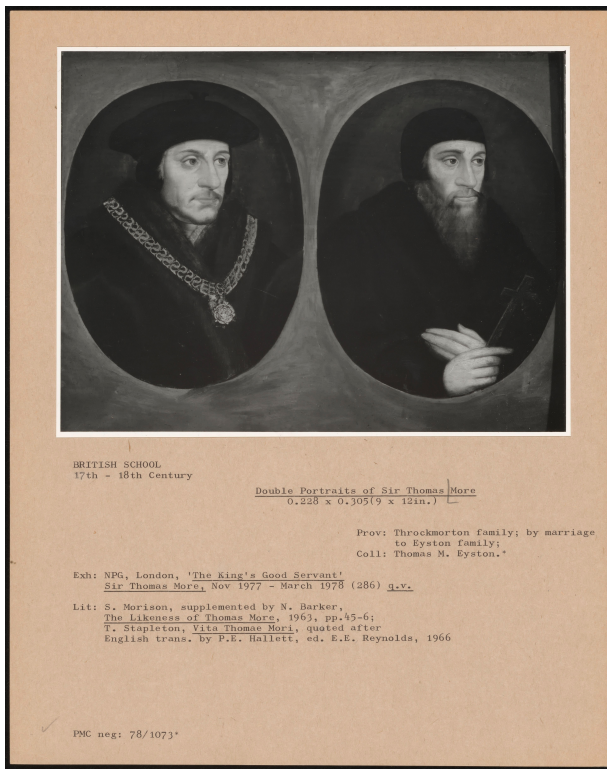 BRITISH SCHOOL
17th - 18th Century
Double Portraits of Sir Thomas More
0.228 x 0.305(9 x 12in.)
Prov: Throckmorton family; by marriage
to Eyston family;
Coll: Thomas M. Eyston.*
Exh: NPG, London, 'The King's Good Servant'
Sir Thomas More, Nov 1977 - March 1978 (286) q.v.
Lit: S. Morison, supplemented by N. Barker,
The Likeness of Thomas More, 1963, pp.45-6;
T. Stapleton, Vita Thomae Mori, quoted after
English trans. by P.E. Hallett, ed. E.E. Reynolds, 1966
PMC neg: 78/1073*